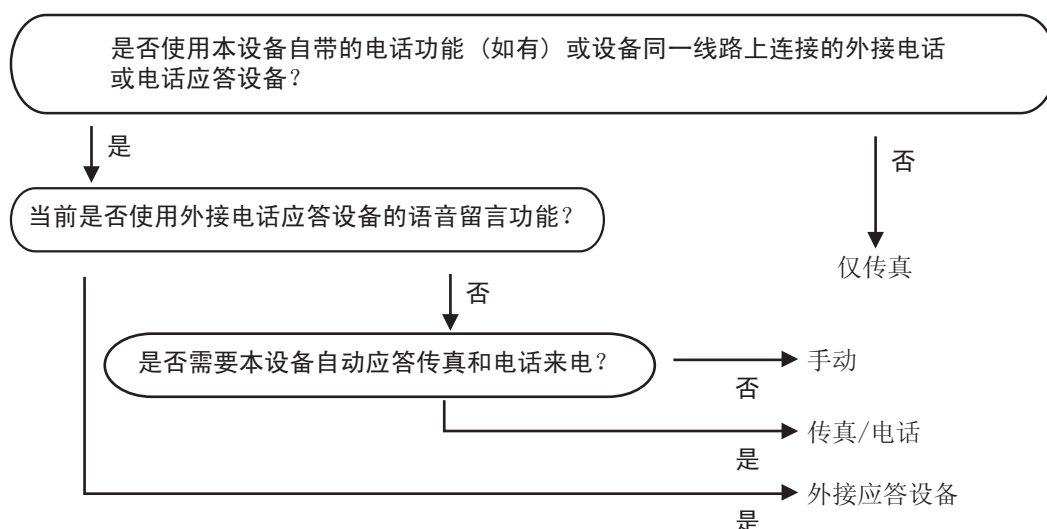 是否使用本设备自带的电话功能（如有）或设备同一线路上连接的外接电话
或电话应答设备？
是
否
当前是否使用外接电话应答设备的语音留言功能？
仅传真
否
是否需要本设备自动应答传真和电话来电？
手动
否
传真/电话
是
外接应答设备
是